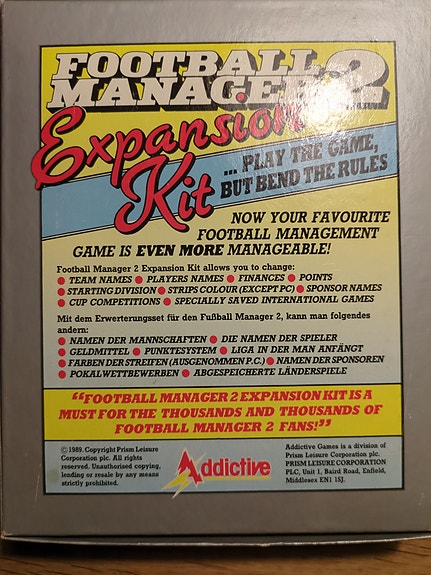 FOOTBALL
MANAGER 2
Expansion
Kit
... PLAY THE GAME,
BUT BEND THE RULES
NOW YOUR FAVOURITE
FOOTBALL MANAGEMENT
GAME IS EVEN MORE MANAGEABLE!
Football Manager 2 Expansion Kit allows you to change:
● TEAM NAMES ● PLAYERS NAMES ● FINANCES ● POINTS
● STARTING DIVISION ● STRIPS COLOUR (EXCEPT PC) ● SPONSOR NAMES
● CUP COMPETITIONS ● SPECIALLY SAVED INTERNATIONAL GAMES
Mit dem Erwerterungsset für den Fußball Manager 2, kann man folgendes
andern:
● NAMEN DER MANNSCHAFTEN ● DIE NAMEN DER SPIELER
● GELDMITTEL ● PUNKTESYSTEM ● LIGA IN DER MAN ANFÄNGT
● FARBEN DER STREIFEN (AUSGENOMMEN P.C.) ● NAMEN DER SPONSOREN
● POKALWETTBEWERBEN ● ABGESPEICHERTE LÄNDERSPIELE
"FOOTBALL MANAGER 2 EXPANSION KIT IS A
MUST FOR THE THOUSANDS AND THOUSANDS OF
FOOTBALL MANAGER 2 FANS!"
©1989. Copyright Prism Leisure
Corporation plc. All rights
reserved. Unauthorised copying,
lending or resale by any means
strictly prohibited.
Addictive
Addictive Games is a division of
Prism Leisure Corporation plc.
PRISM LEISURE CORPORATION
PLC, Unit 1, Baird Road, Enfield,
Middlesex EN1 1SJ.